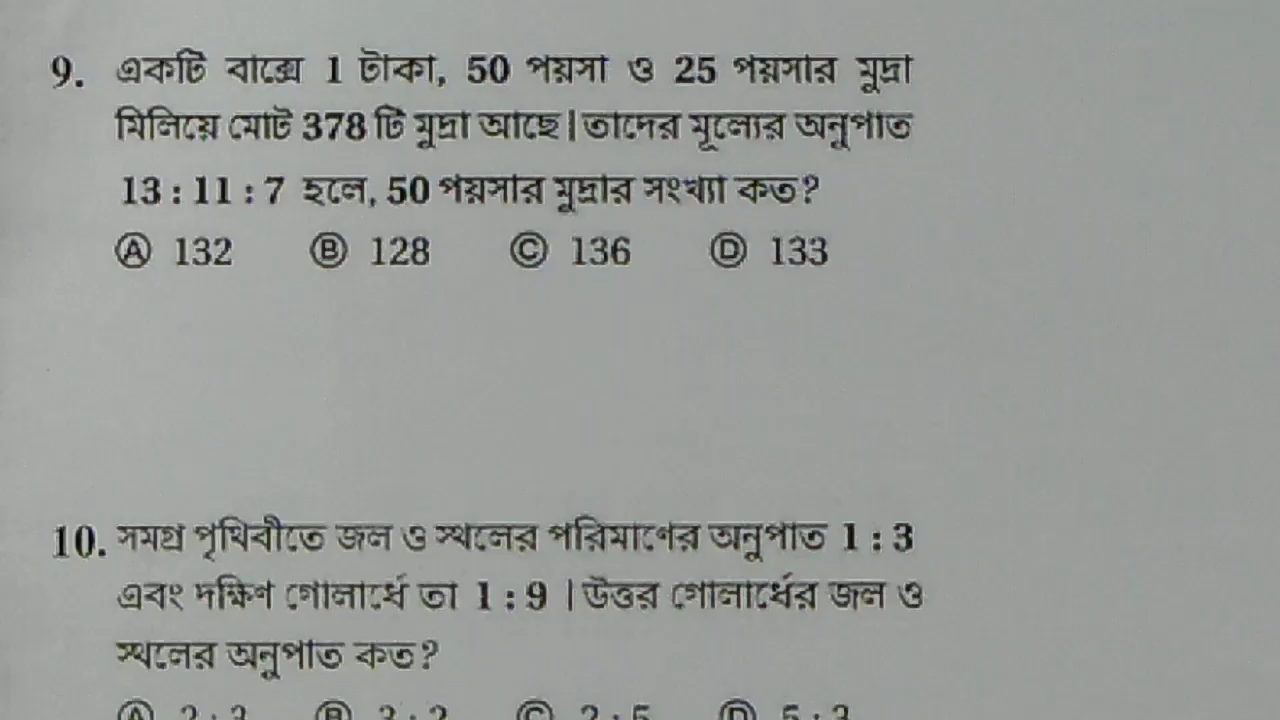 9. একটি বাক্সে 1 টাকা, 50 পয়সা ও 25 পয়সার মুদ্রা
মিলিয়ে মোট 378 টি মুদ্রা আছে। তাদের মূল্যের অনুপাত
13 : 11 : 7 হলে, 50 পয়সার মুদ্রার সংখ্যা কত?
Ⓐ 132 Ⓑ 128 Ⓒ 136 Ⓓ 133
10. সমগ্র পৃথিবীতে জল ও স্থলের পরিমাণের অনুপাত 1 : 3
এবং দক্ষিণ গোলার্ধে তা 1 : 9 । উত্তর গোলার্ধের জল ও
স্থলের অনুপাত কত?
Ⓐ Ⓑ Ⓒ Ⓓ